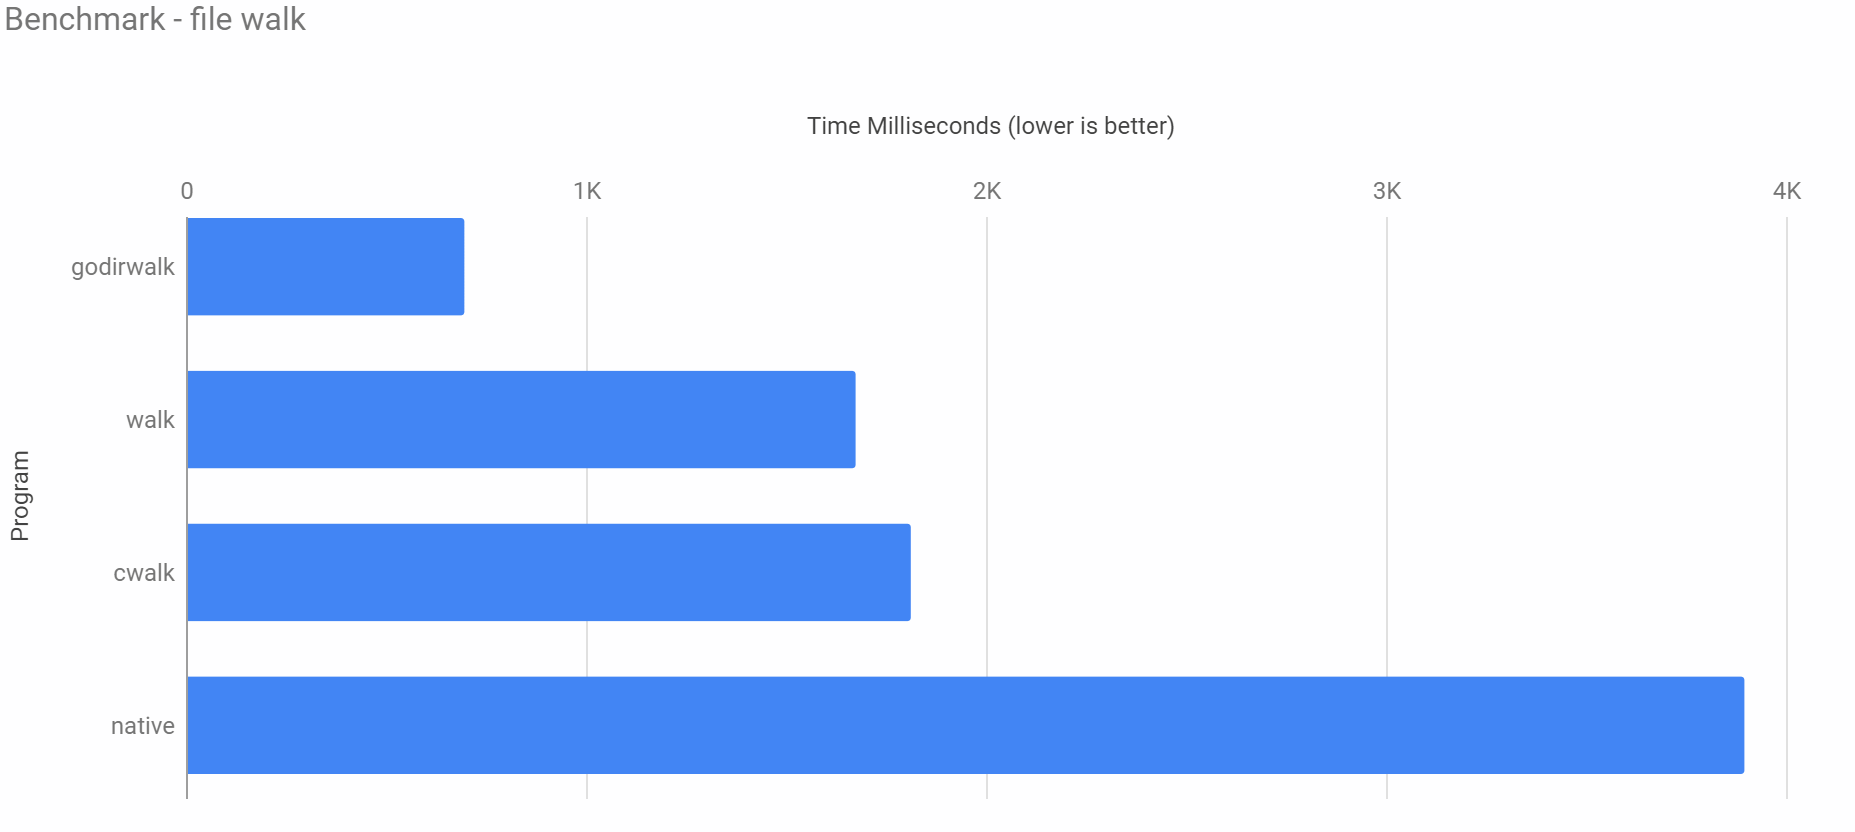 Benchmark - file walk
Time Milliseconds (lower is better)
0 1K 2K 3K 4K
godirwalk
walk
cwalk
native
Program